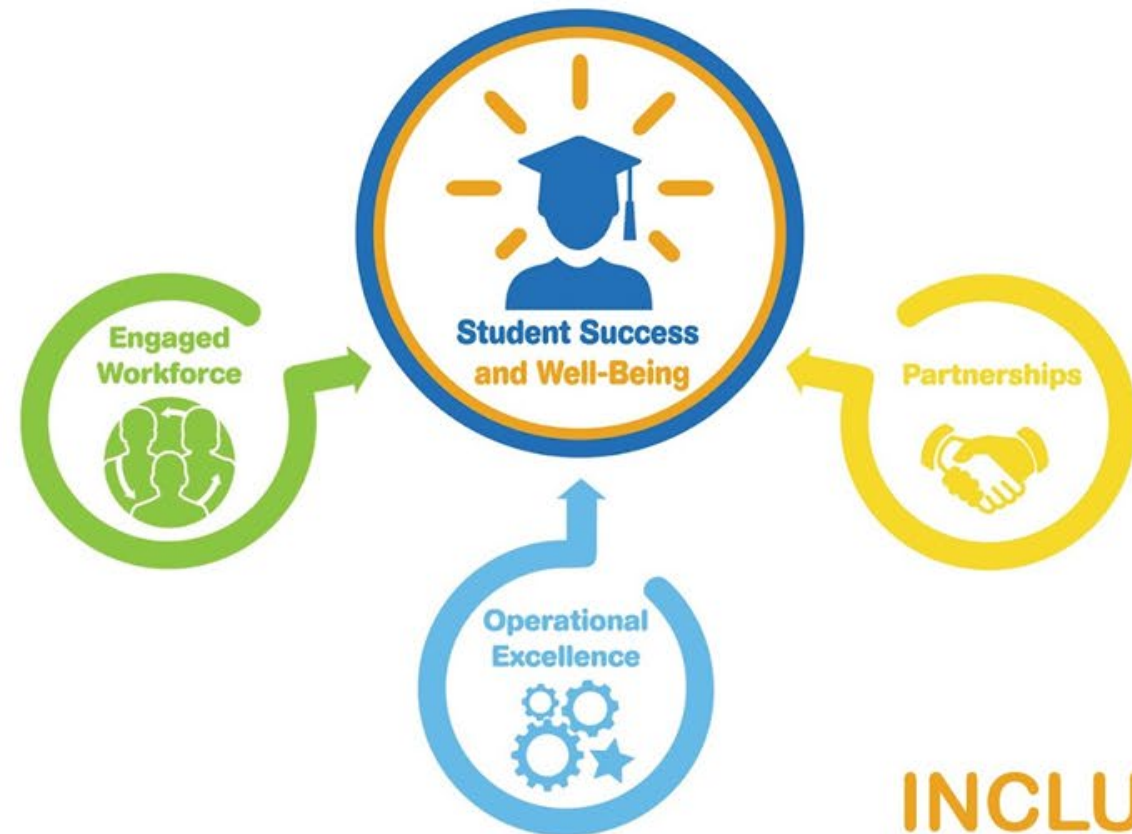 Student Success
and Well-Being
Engaged
Workforce
Partnerships
Operational
Excellence
INCLU